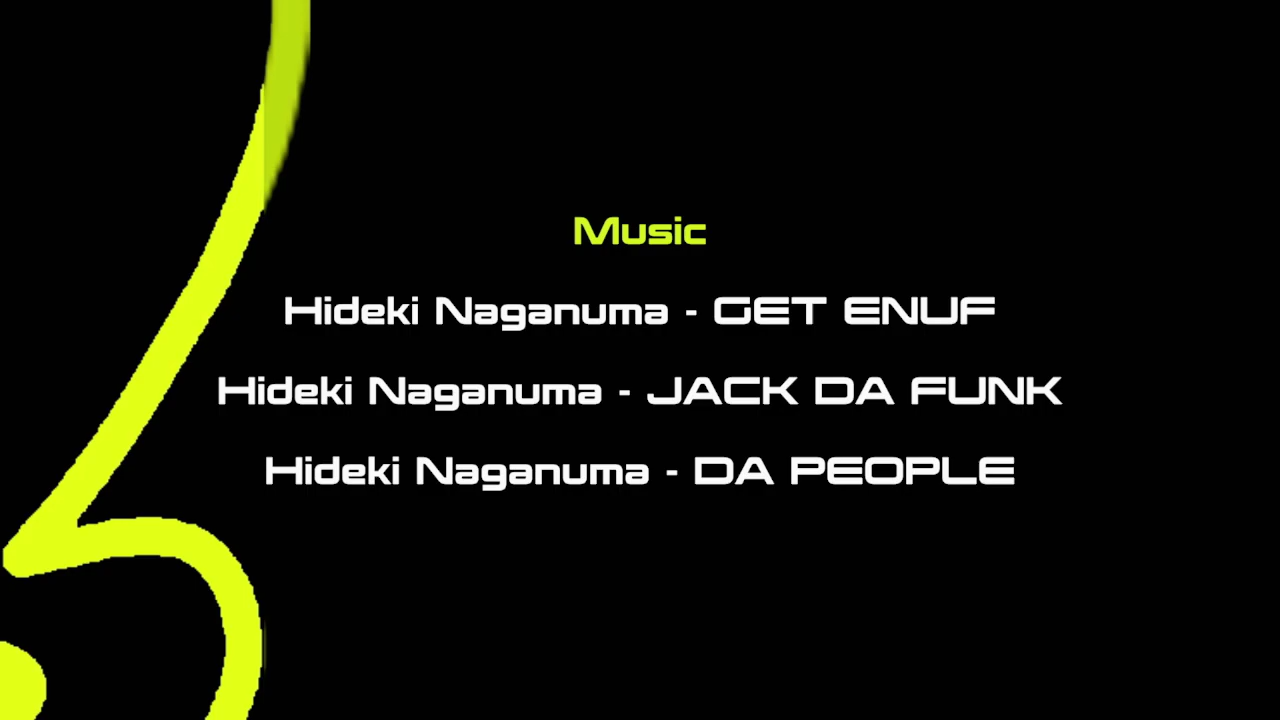 Music
Hideki Naganuma - GET ENUF
Hideki Naganuma - JACK DA FUNK
Hideki Naganuma - DA PEOPLE